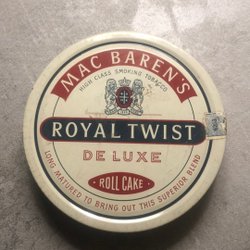 MAC BAREN'S
HIGH CLASS SMOKING TOBACCO
ROYAL TWIST
DE LUXE
ROLL CAKE
LONG MATURED TO BRING OUT THIS SUPERIOR BLEND